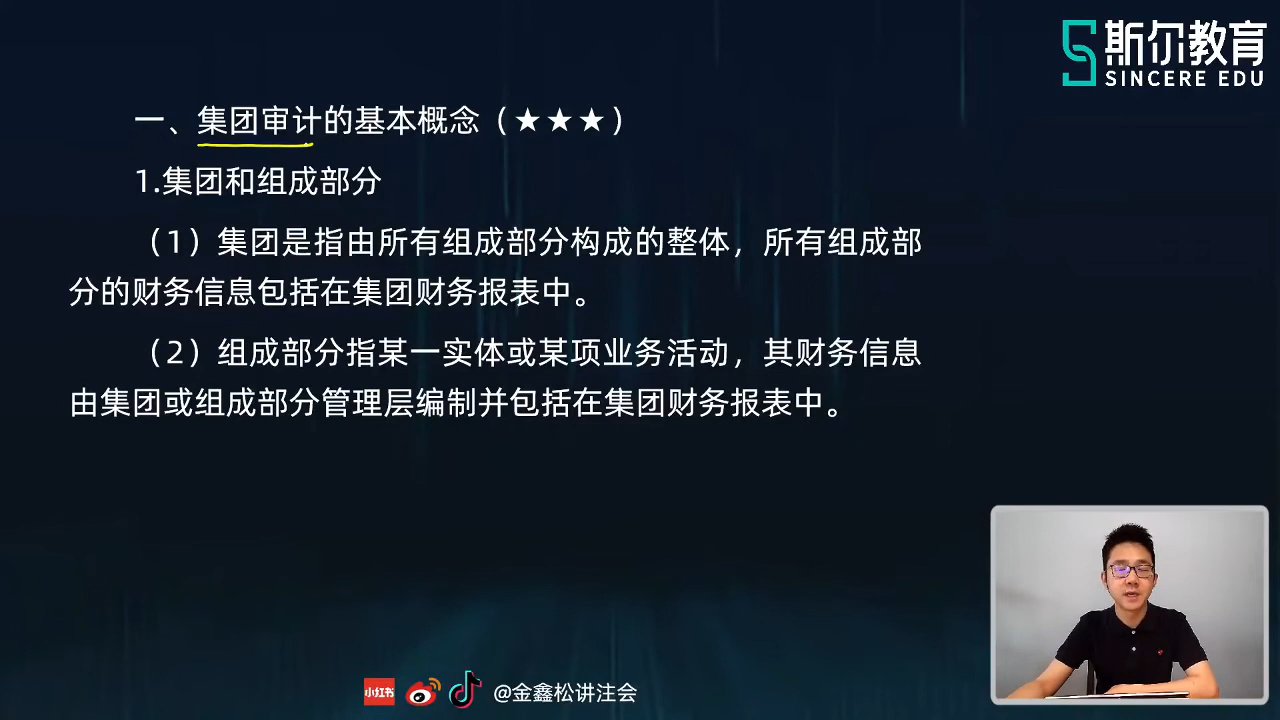 斯尔教育
SINCERE EDU
一、集团审计的基本概念（★★★）
1.集团和组成部分
（1）集团是指由所有组成部分构成的整体，所有组成部
分的财务信息包括在集团财务报表中。
（2）组成部分指某一实体或某项业务活动，其财务信息
由集团或组成部分管理层编制并包括在集团财务报表中。
小红书 @金鑫松讲注会